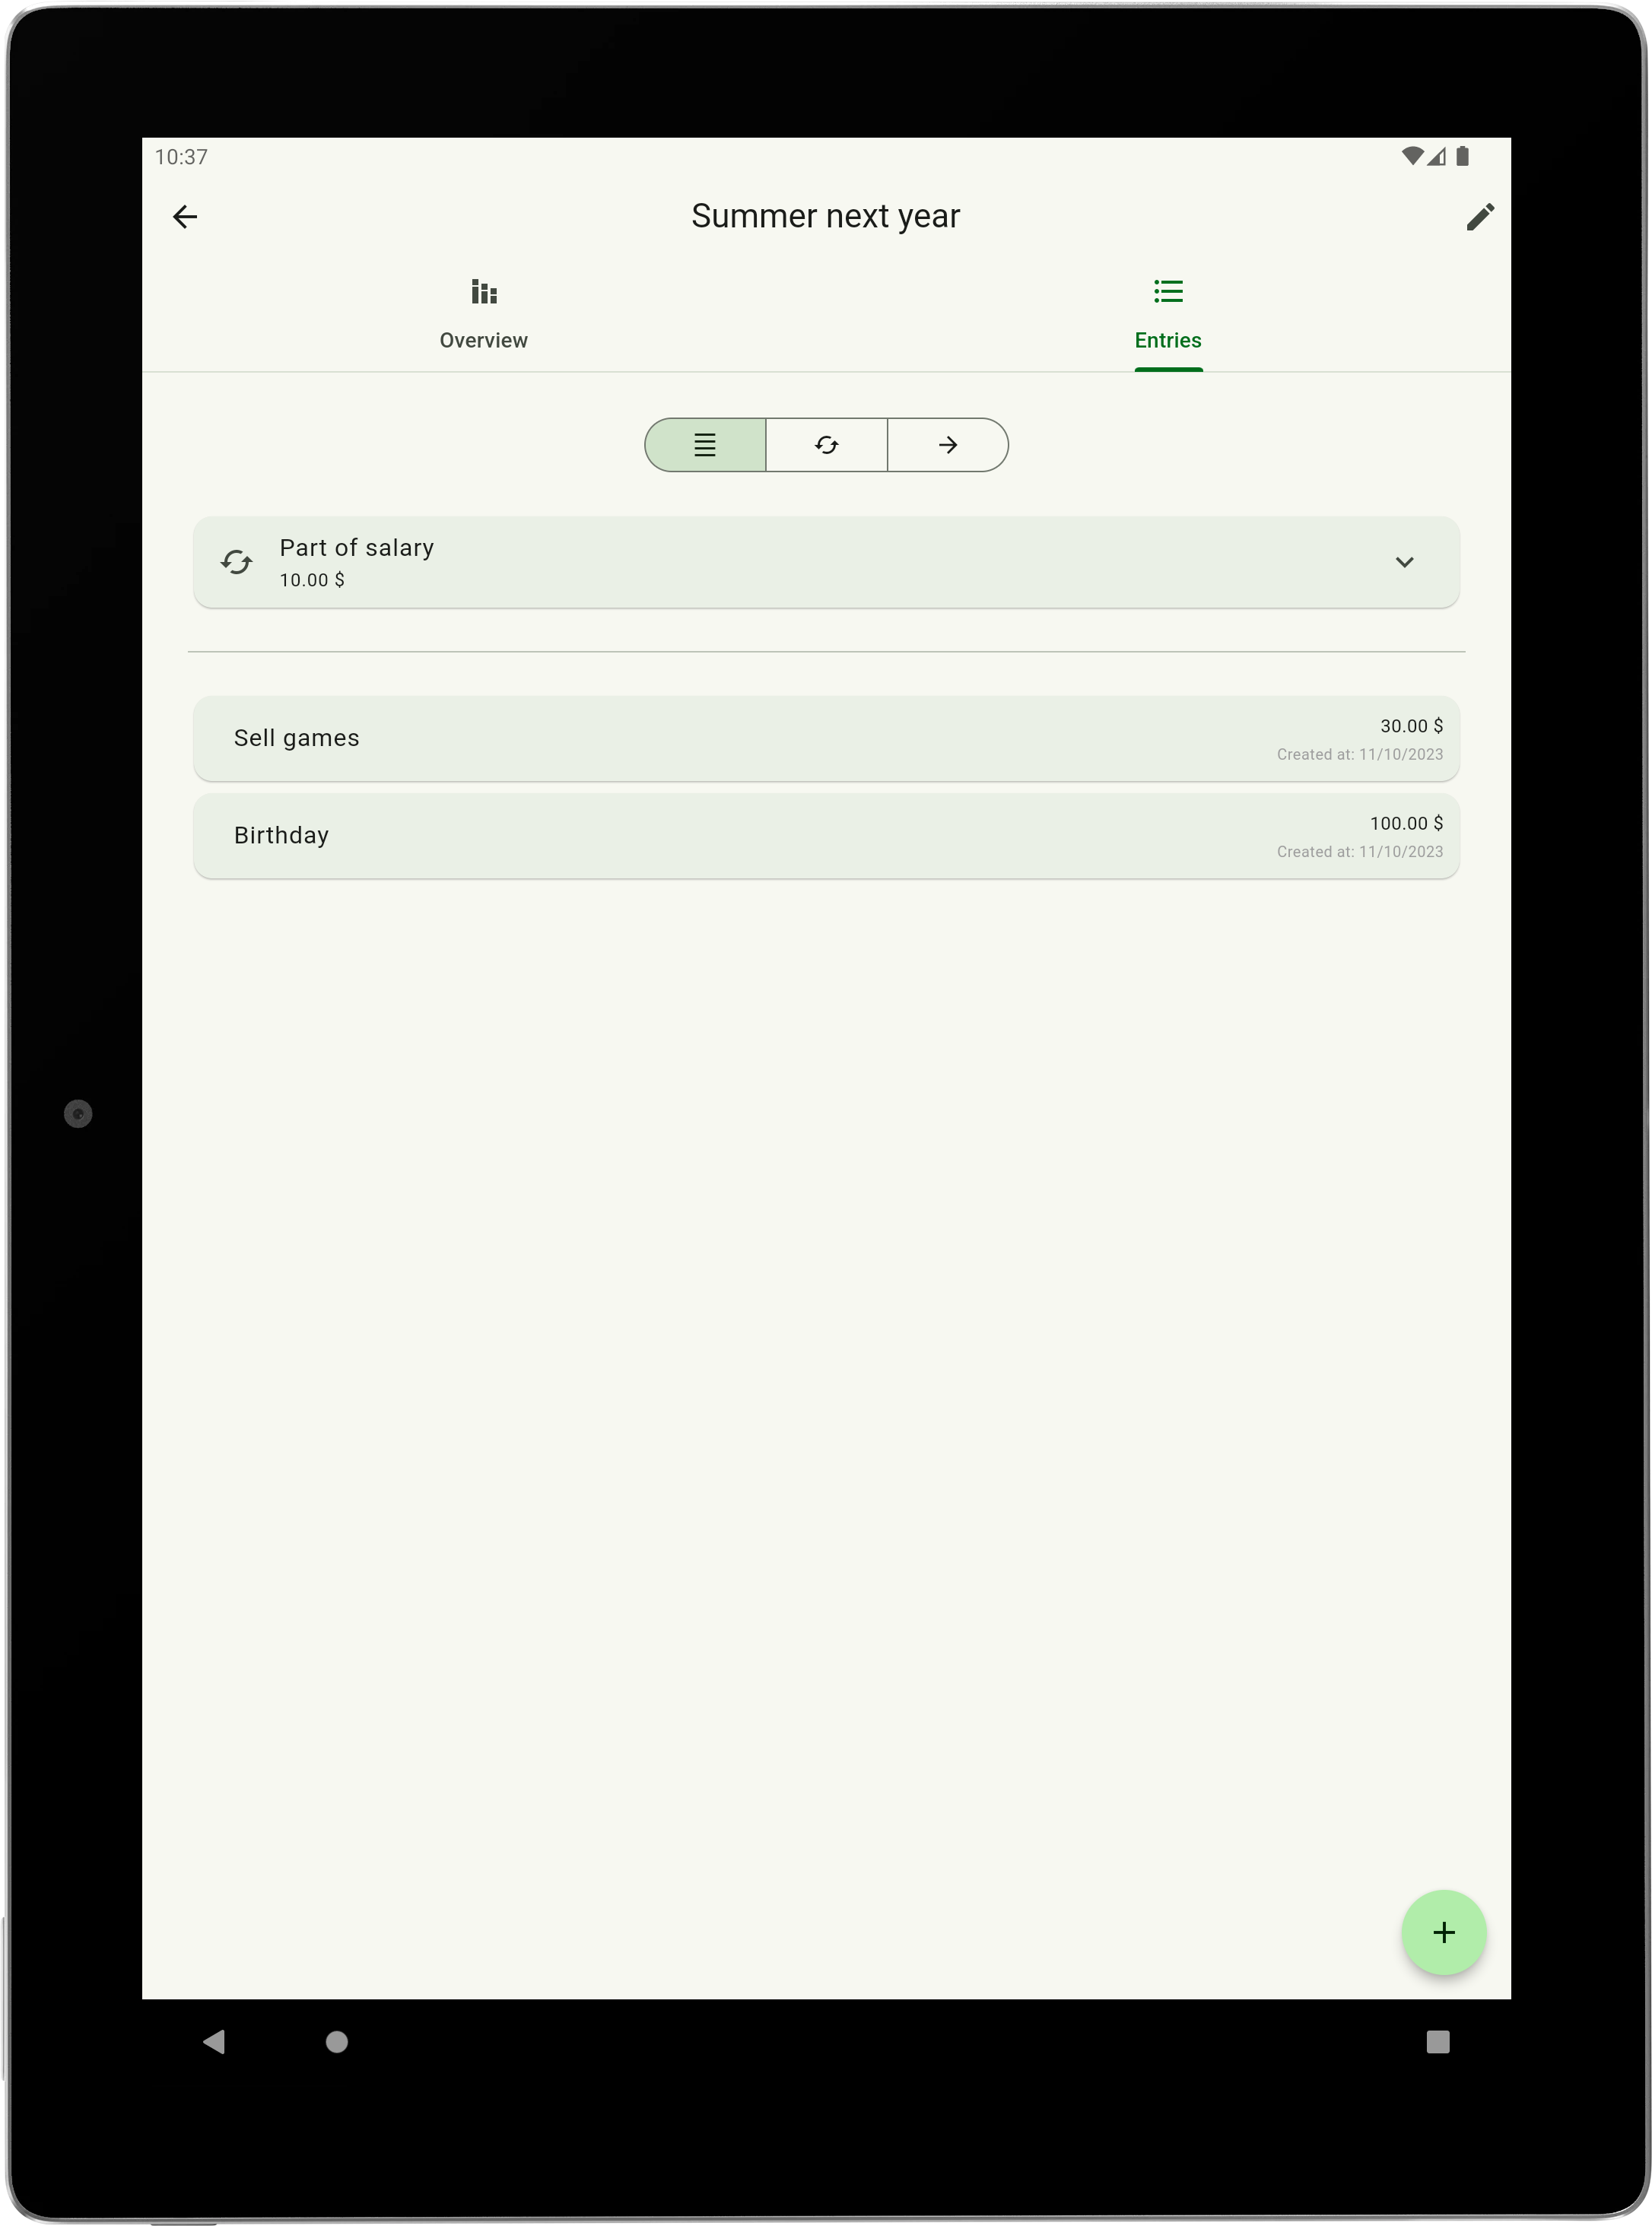 10:37
Summer next year
Overview
Entries
Part of salary
10.00 $
Sell games
30.00 $
Created at: 11/10/2023
Birthday
100.00 $
Created at: 11/10/2023